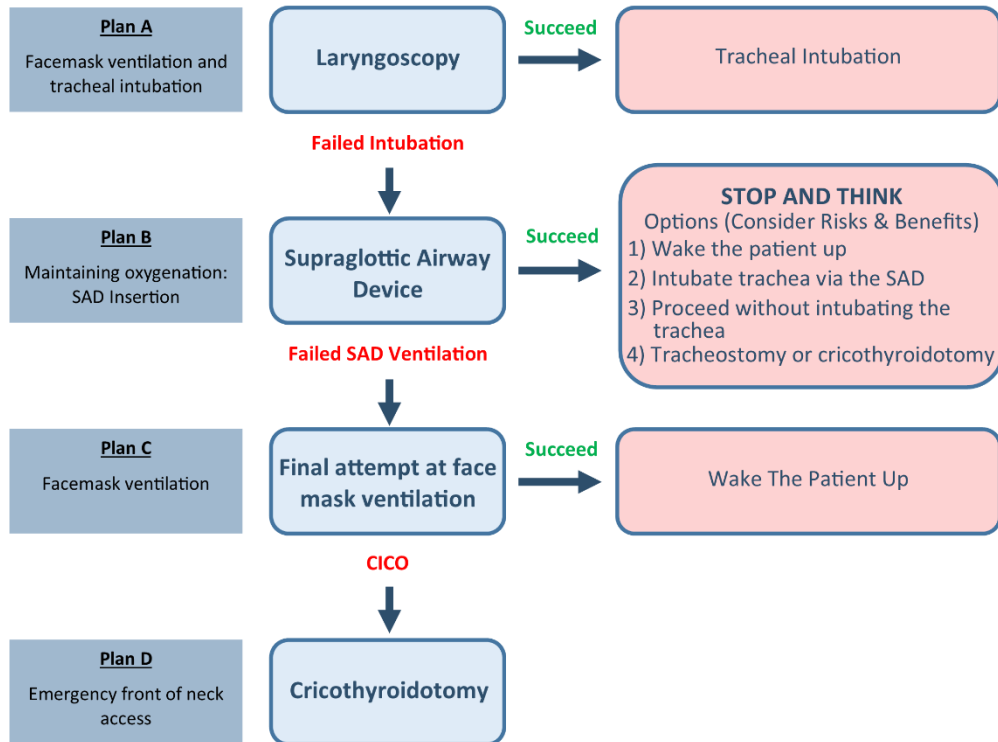 Plan A
Facemask ventilation and
tracheal intubation
Laryngoscopy
Succeed
Tracheal Intubation
Failed Intubation
Plan B
Maintaining oxygenation:
SAD Insertion
Supraglottic Airway
Device
Succeed
STOP AND THINK
Options (Consider Risks & Benefits)
1) Wake the patient up
2) Intubate trachea via the SAD
3) Proceed without intubating the
trachea
4) Tracheostomy or cricothyroidotomy
Failed SAD Ventilation
Plan C
Facemask ventilation
Final attempt at face
mask ventilation
Succeed
Wake The Patient Up
CICO
Plan D
Emergency front of neck
access
Cricothyroidotomy